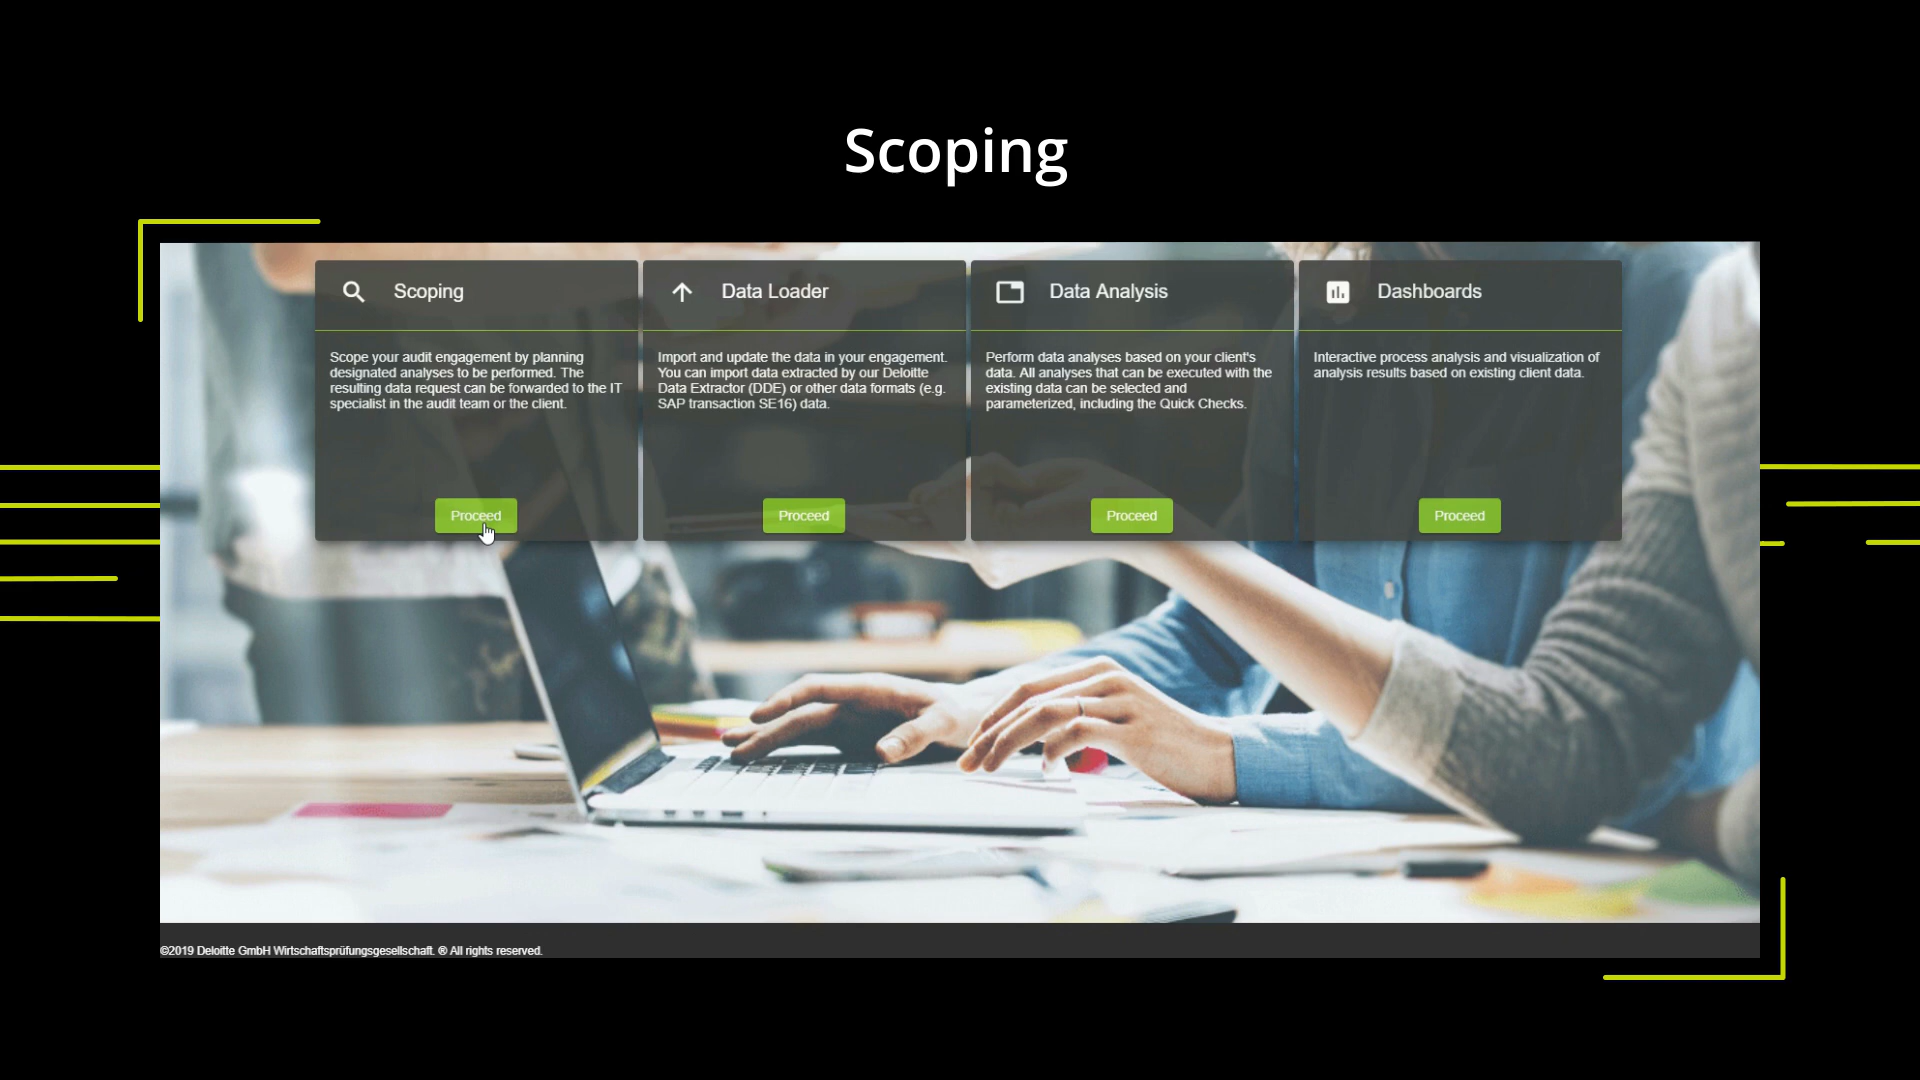 Scoping
Scoping
Scope your audit engagement by planning
designated analyses to be performed. The
resulting data request can be forwarded to the IT
specialist in the audit team or the client.
Proceed
Data Loader
Import and update the data in your engagement.
You can import data extracted by our Deloitte
Data Extractor (DDE) or other data formats (e.g.
SAP transaction SE16) data.
Proceed
Data Analysis
Perform data analyses based on your client's
data. All analyses that can be executed with the
existing data can be selected and
parameterized, including the Quick Checks.
Proceed
Dashboards
Interactive process analysis and visualization of
analysis results based on existing client data.
Proceed
©2019 Deloitte GmbH Wirtschaftsprüfungsgesellschaft. ® All rights reserved.